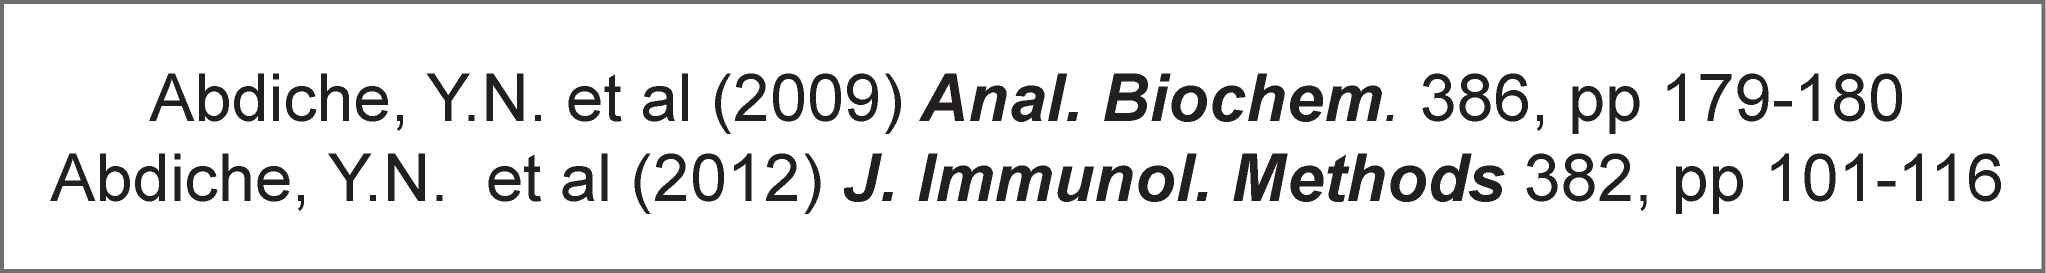 Abdiche, Y.N. et al (2009) Anal. Biochem. 386, pp 179-180
Abdiche, Y.N.  et al (2012) J. Immunol. Methods 382, pp 101-116